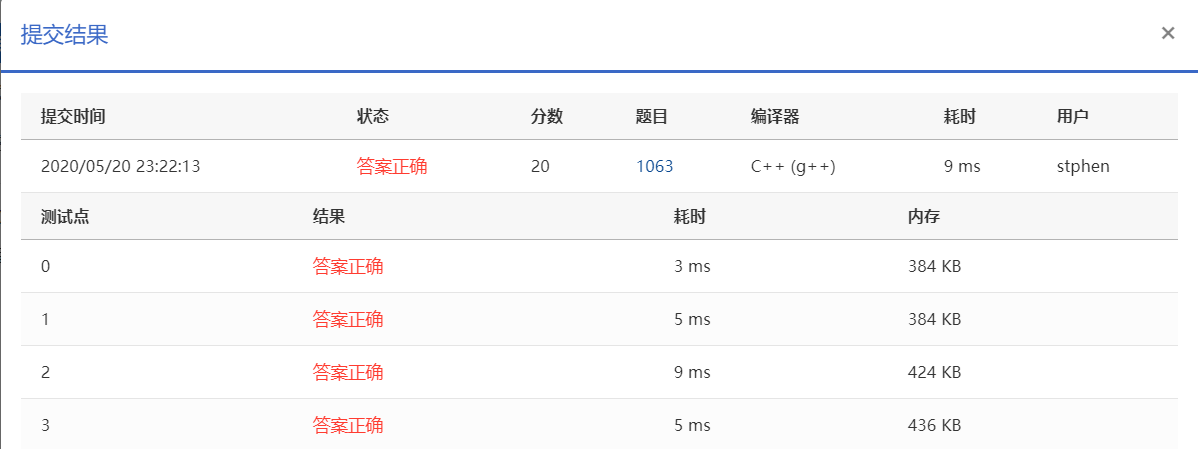 提交结果 ×
提交时间 状态 分数 题目 编译器 耗时 用户
2020/05/20 23:22:13 答案正确 20 1063 C++ (g++) 9 ms stphen
测试点 结果 耗时 内存
0 答案正确 3 ms 384 KB
1 答案正确 5 ms 384 KB
2 答案正确 9 ms 424 KB
3 答案正确 5 ms 436 KB